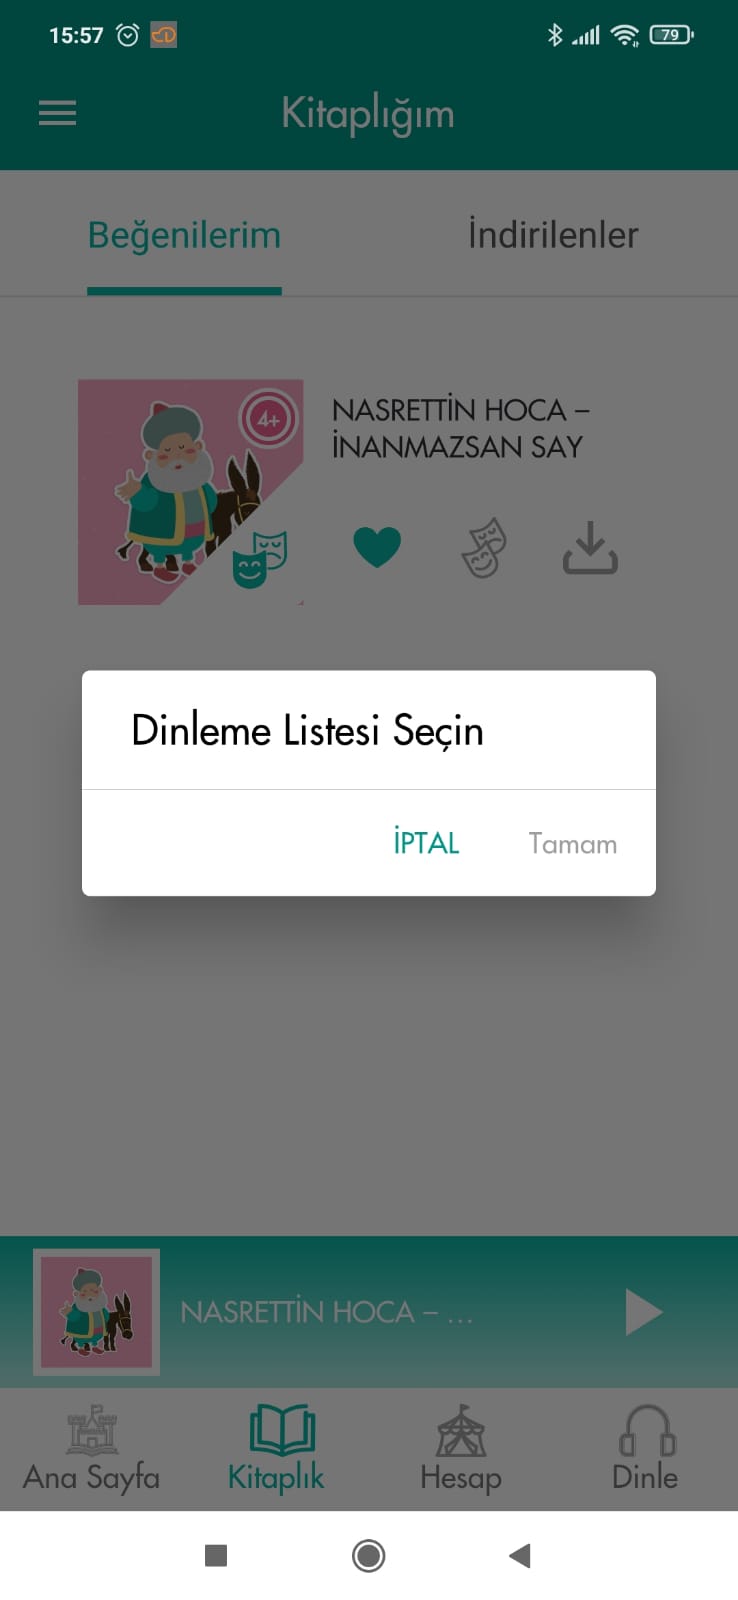 15:57
79
Kitaplığım
Beğenilerim
İndirilenler
4+
NASRETTİN HOCA –
İNANMAZSAN SAY
Dinleme Listesi Seçin
İPTAL
Tamam
NASRETTİN HOCA – ...
Ana Sayfa
Kitaplık
Hesap
Dinle